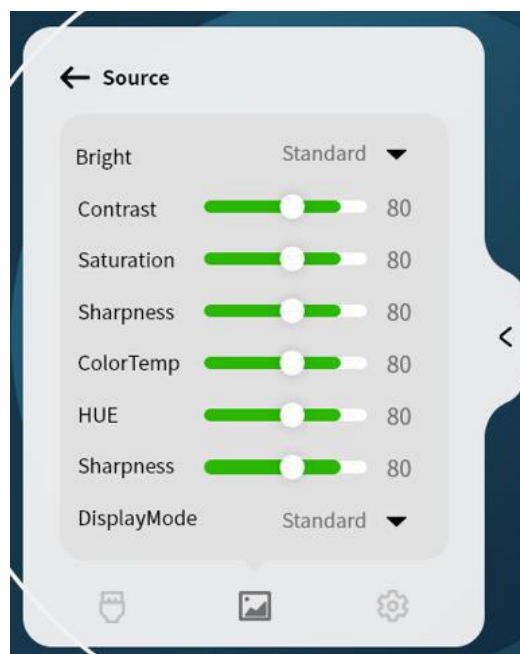 Source
Bright Standard
Contrast 80
Saturation 80
Sharpness 80
ColorTemp 80
HUE 80
Sharpness 80
DisplayMode Standard